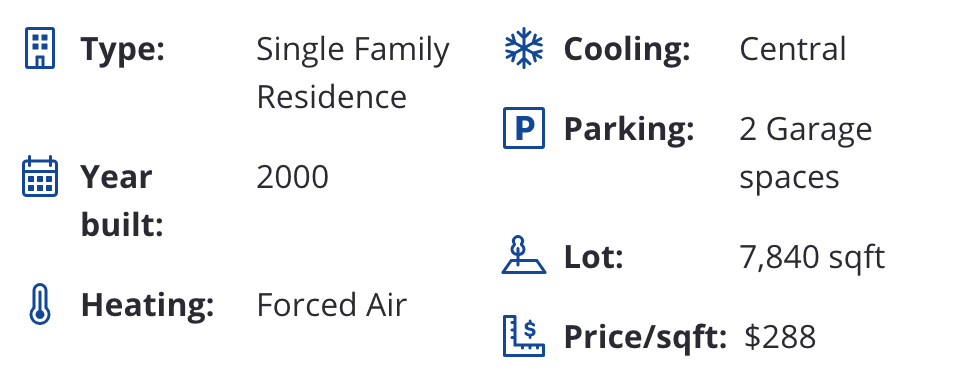 Type: Single Family
Residence
Year built: 2000
Heating: Forced Air
Cooling: Central
P Parking: 2 Garage
spaces
Lot: 7,840 sqft
$ Price/sqft: $288